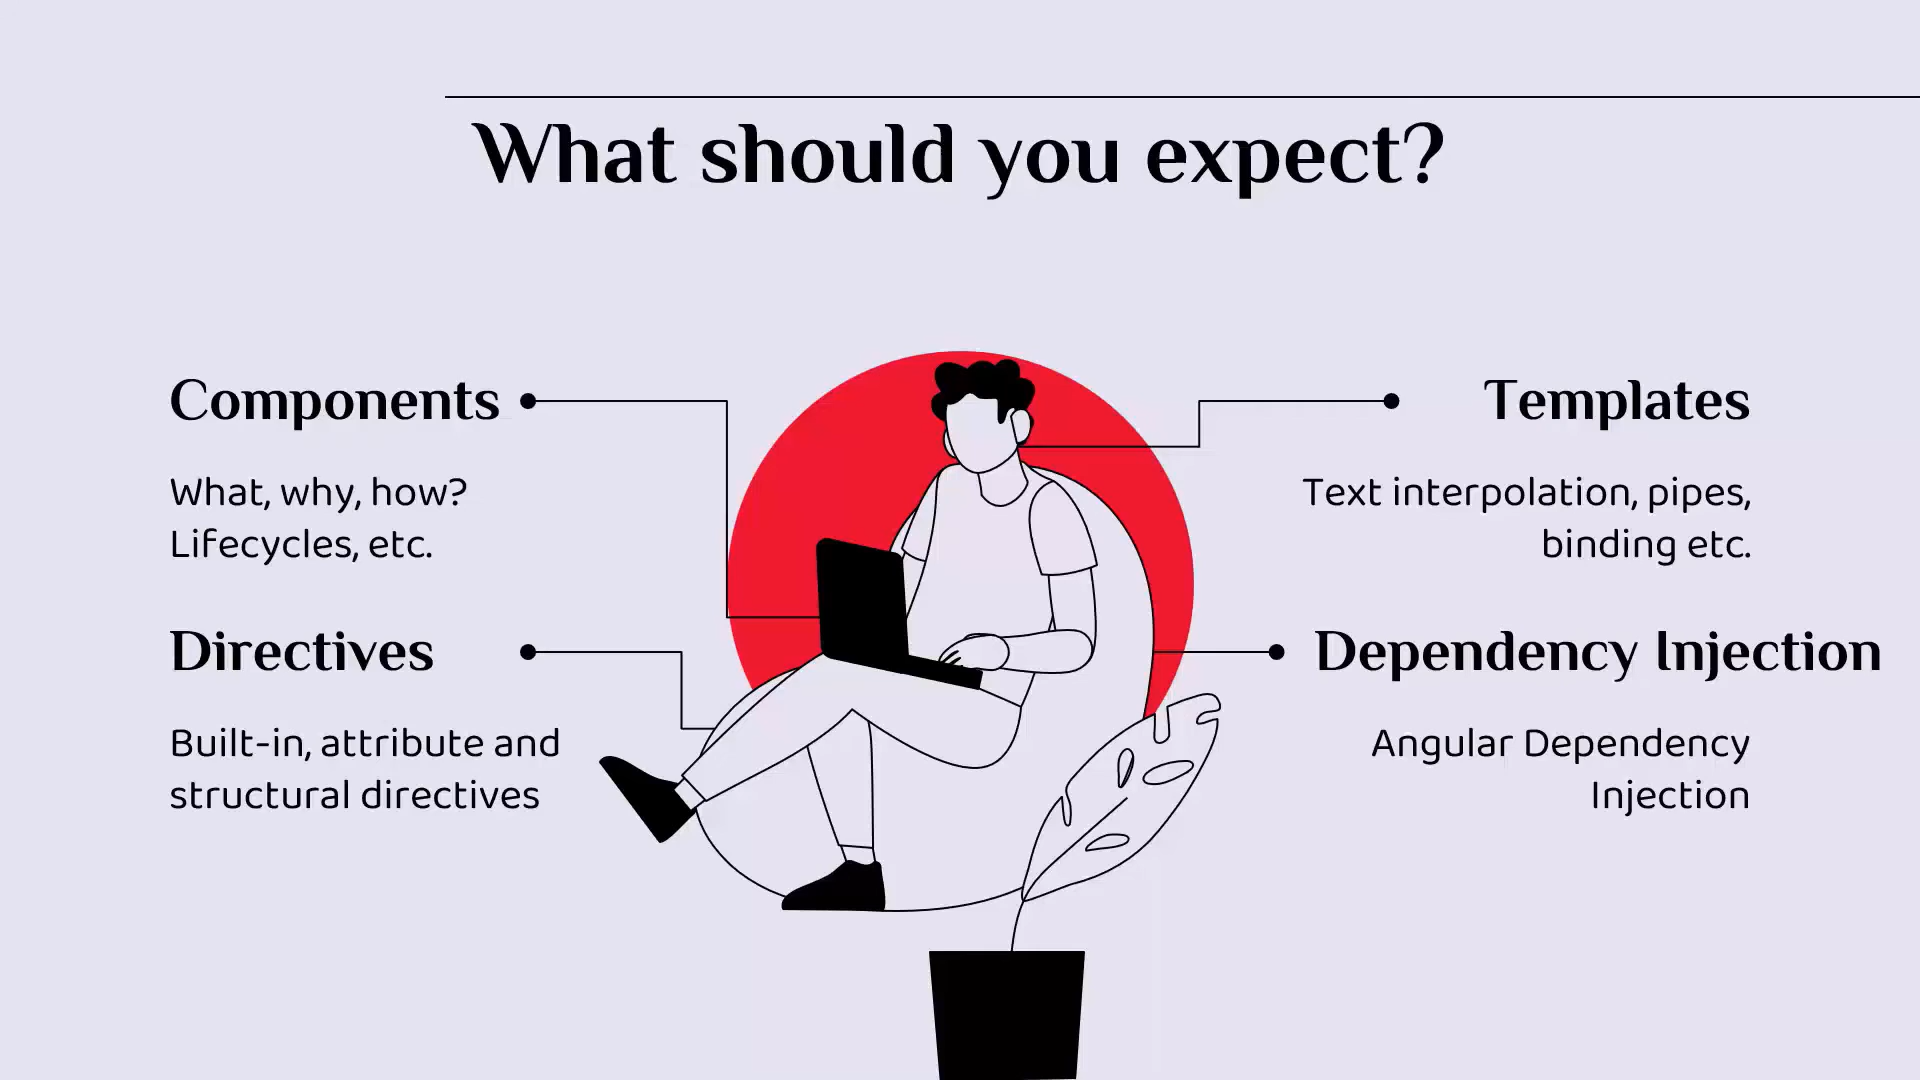 What should you expect?
Components
What, why, how?
Lifecycles, etc.
Directives
Built-in, attribute and
structural directives
Templates
Text interpolation, pipes,
binding etc.
Dependency Injection
Angular Dependency
Injection